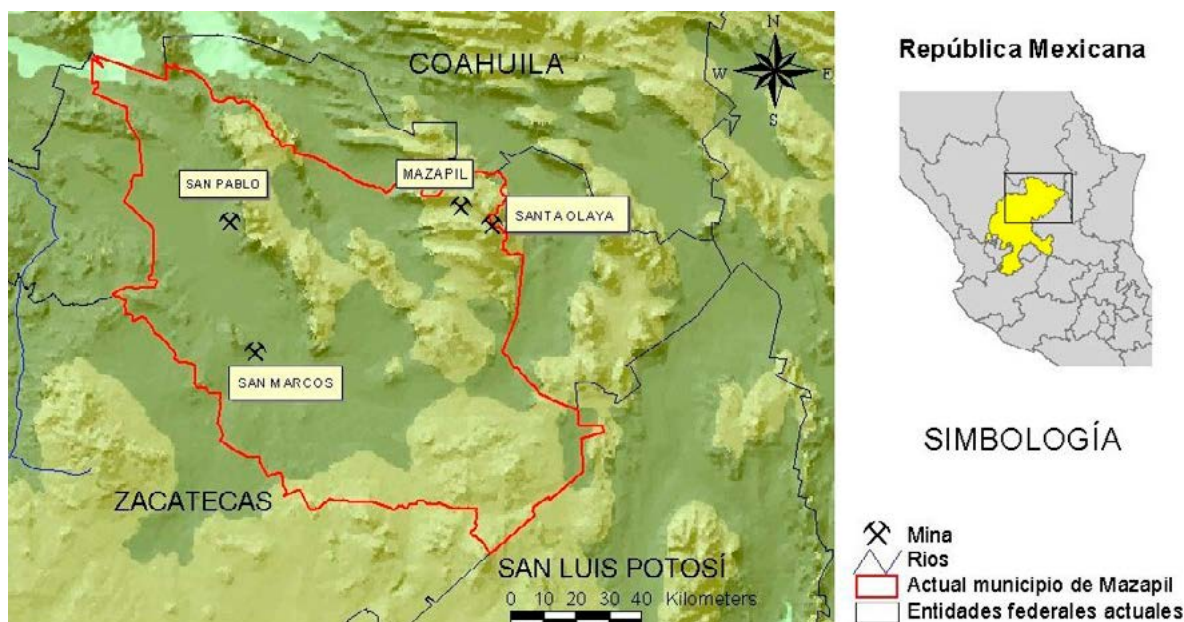 COAHUILA
N
W
E
S
SAN PABLO
MAZAPIL
SANTA OLAYA
SAN MARCOS
ZACATECAS
SAN LUIS POTOSÍ
0 10 20 30 40 Kilometers
República Mexicana
SIMBOLOGÍA
Mina
Rios
Actual municipio de Mazapil
Entidades federales actuales